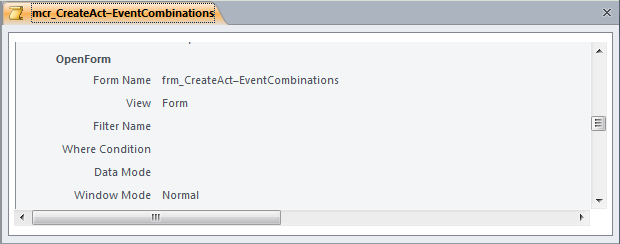 mcr_CreateAct–EventCombinations
OpenForm
Form Name frm_CreateAct–EventCombinations
View Form
Filter Name
Where Condition
Data Mode
Window Mode Normal